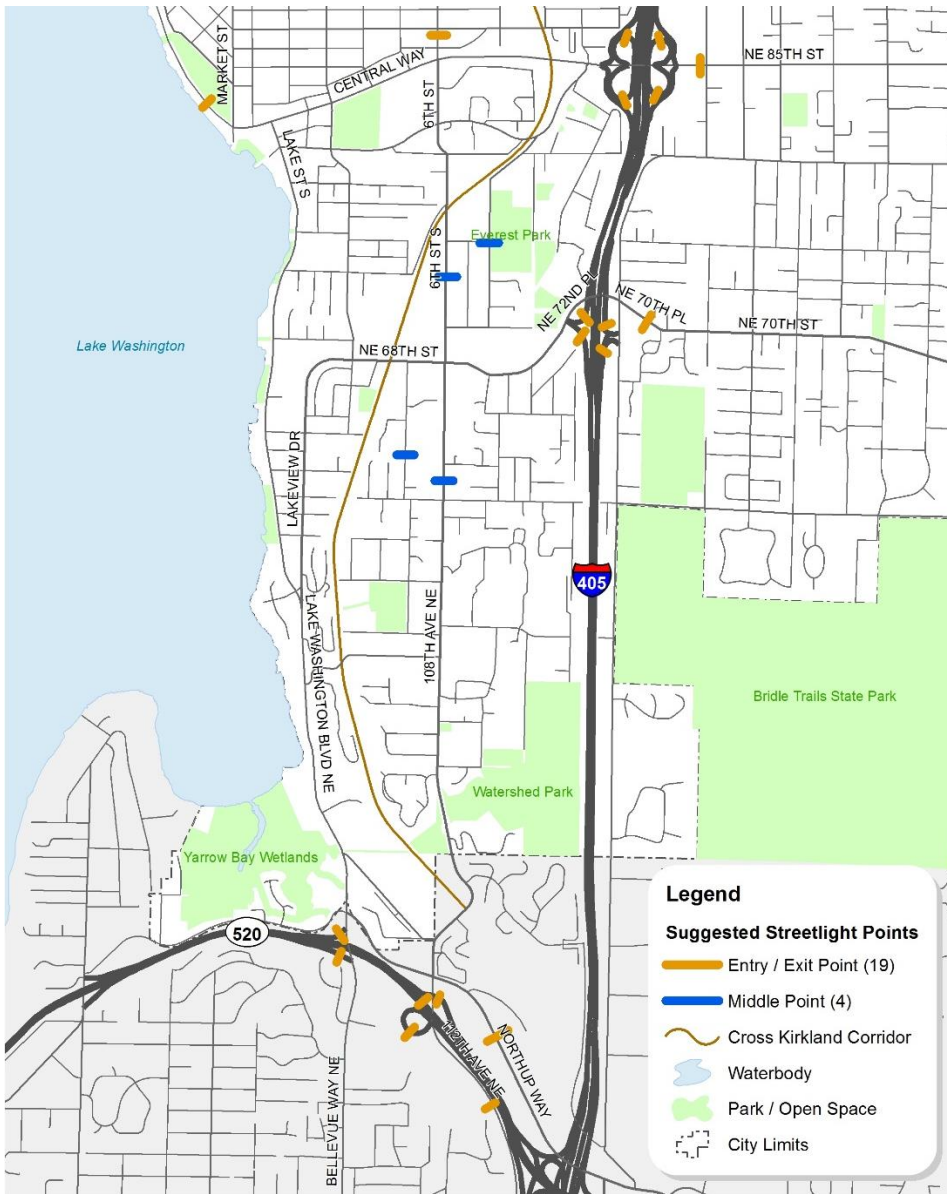 MARKET ST
CENTRAL WAY
6TH ST
NE 85TH ST
LAKE ST S
6TH ST S
Everest Park
NE 72ND PL
NE 70TH PL
NE 70TH ST
Lake Washington
NE 68TH ST
LAKEVIEW DR
405
LAKE WASHINGTON BLVD NE
108TH AVE NE
Bridle Trails State Park
Watershed Park
Yarrow Bay Wetlands
520
112TH AVE NE
NORTHUP WAY
BELLEVUE WAY NE
Legend
Suggested Streetlight Points
Entry / Exit Point (19)
Middle Point (4)
Cross Kirkland Corridor
Waterbody
Park / Open Space
City Limits